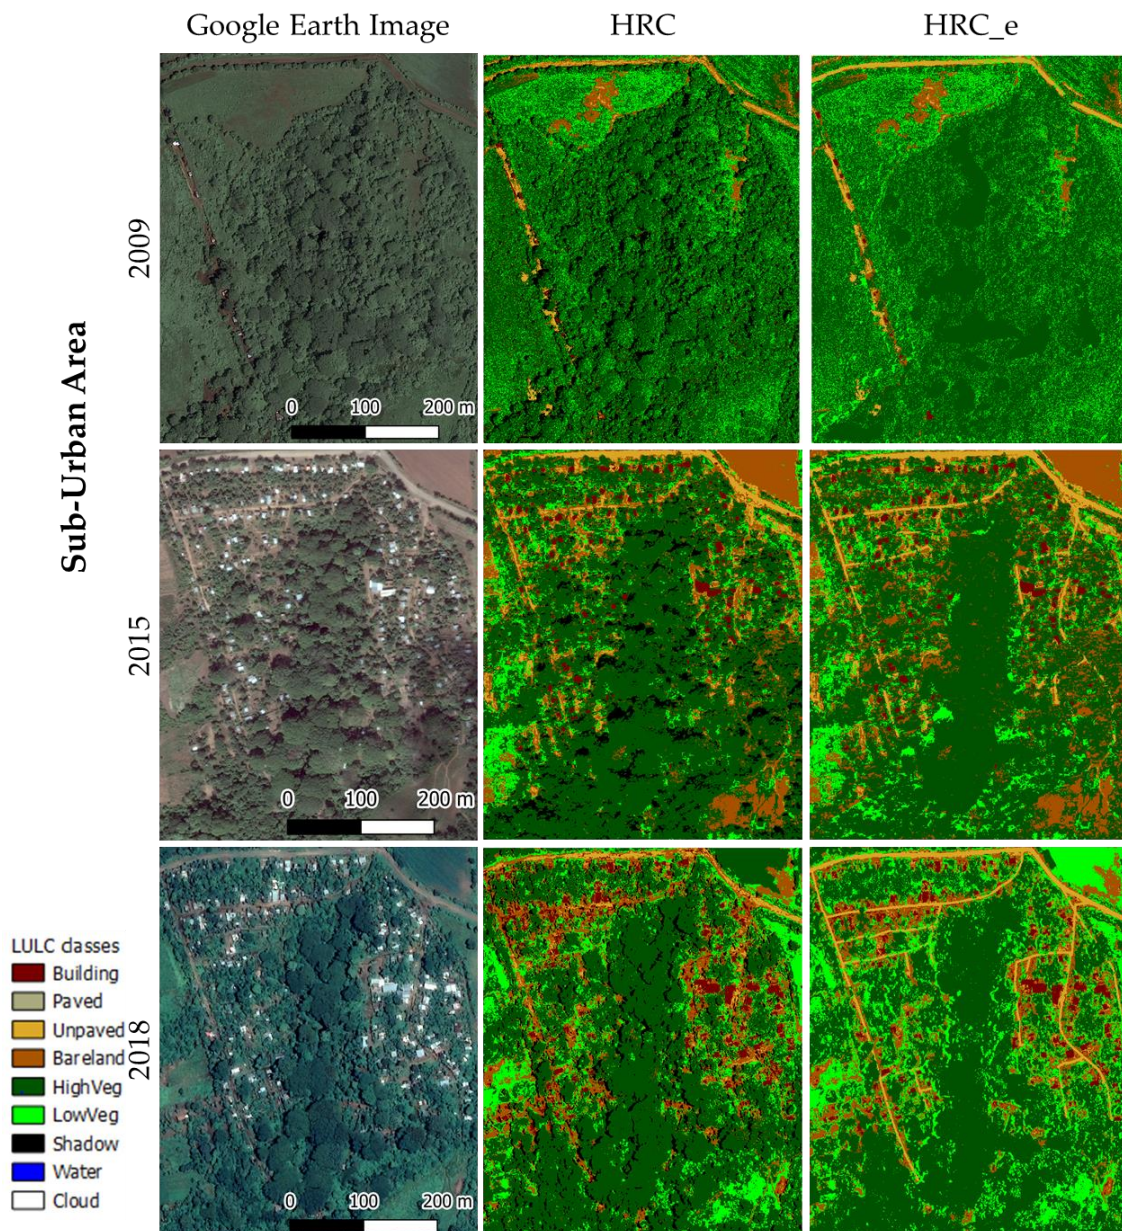 Google Earth Image
HRC
HRC_e
Sub-Urban Area
2009
0 100 200 m
2015
0 100 200 m
2018
0 100 200 m
LULC classes
Building
Paved
Unpaved
Bareland
HighVeg
LowVeg
Shadow
Water
Cloud